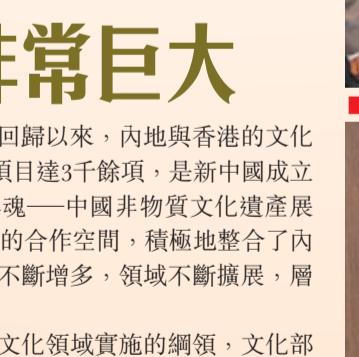 非常巨大
回歸以來，內地與香港的文化
項目達3千餘項，是新中國成立
魂——中國非物質文化遺產展
的合作空間，積極地整合了內
不斷增多，領域不斷擴展，層
文化領域實施的綱領，文化部